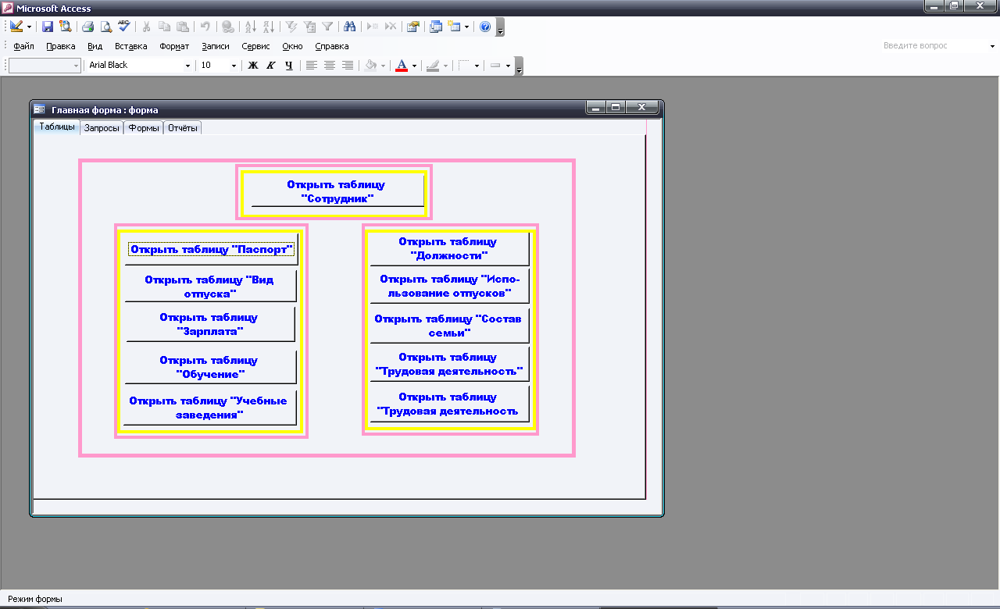 Microsoft Access
Файл Правка Вид Вставка Формат Записи Сервис Окно Справка
Введите вопрос
Arial Black 10 Ж К Ч
Главная форма : форма
Таблицы Запросы Формы Отчёты
Открыть таблицу
"Сотрудник"
Открыть таблицу "Паспорт"
Открыть таблицу "Вид
отпуска"
Открыть таблицу
"Зарплата"
Открыть таблицу
"Обучение"
Открыть таблицу "Учебные
заведения"
Открыть таблицу
"Должности"
Открыть таблицу "Испо-
льзование отпусков"
Открыть таблицу "Состав
семьи"
Открыть таблицу
"Трудовая деятельность"
Открыть таблицу
"Трудовая деятельность
Режим формы